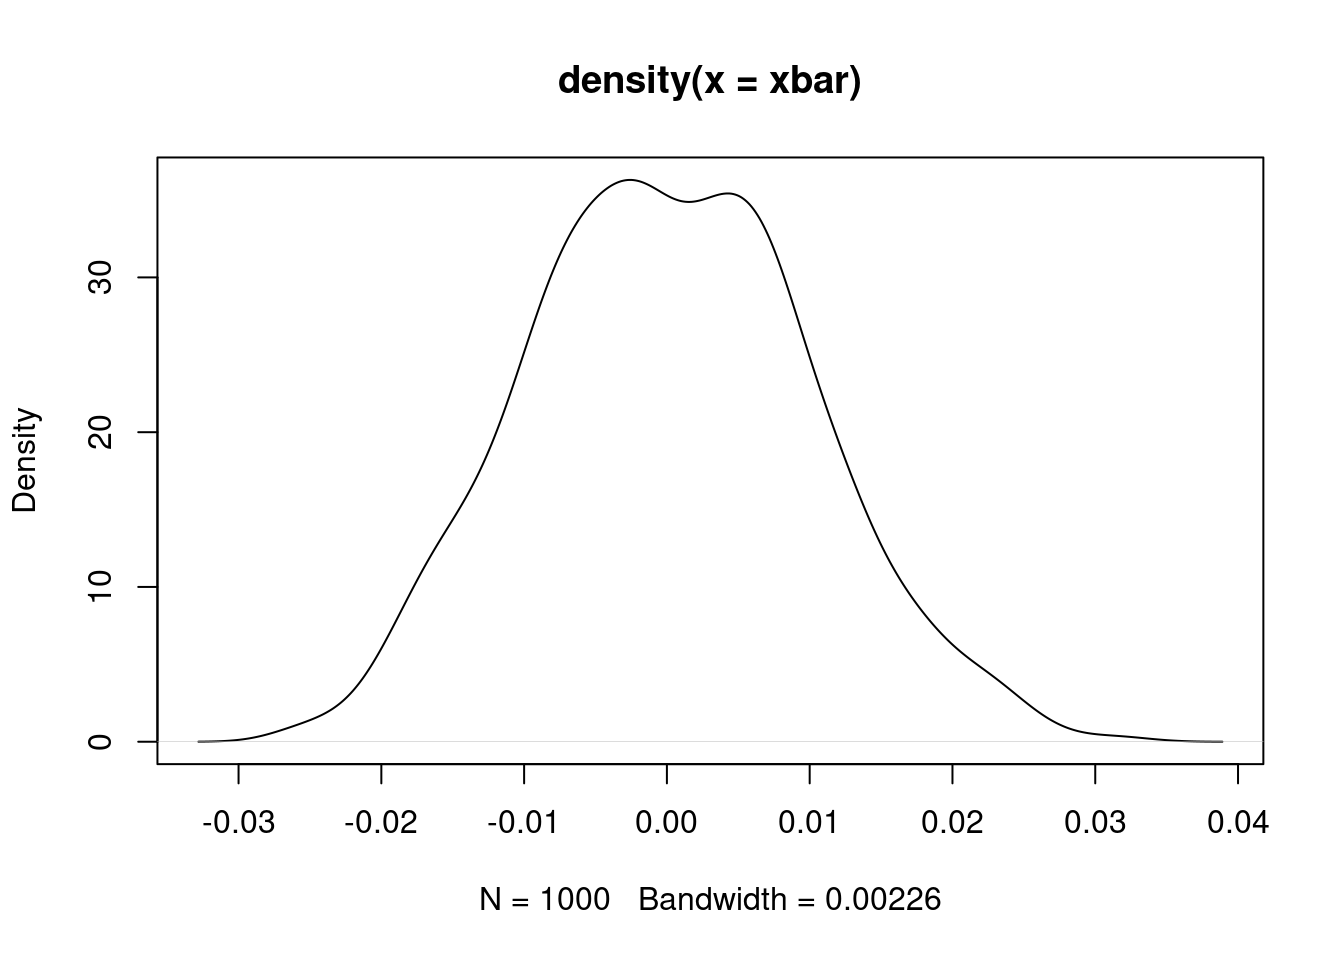 density(x = xbar)
Density
30
20
10
0
-0.03 -0.02 -0.01 0.00 0.01 0.02 0.03 0.04
N = 1000 Bandwidth = 0.00226